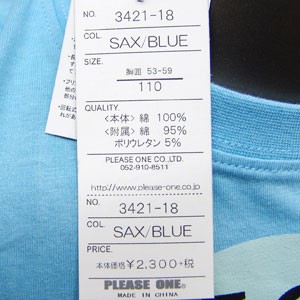 NO. 3421-18
COL. SAX/BLUE
SIZE.
胸囲 53-59
110
QUALITY.
<本体> 綿 100%
<附属> 綿 95%
ポリウレタン 5%
PLEASE ONE CO.,LTD.
052-910-8511
http://www.please-one.co.jp
NO. 3421-18
COL. SAX/BLUE
PRICE.
本体価格 ¥2,300+税
PLEASE ONE.
MADE IN CHINA